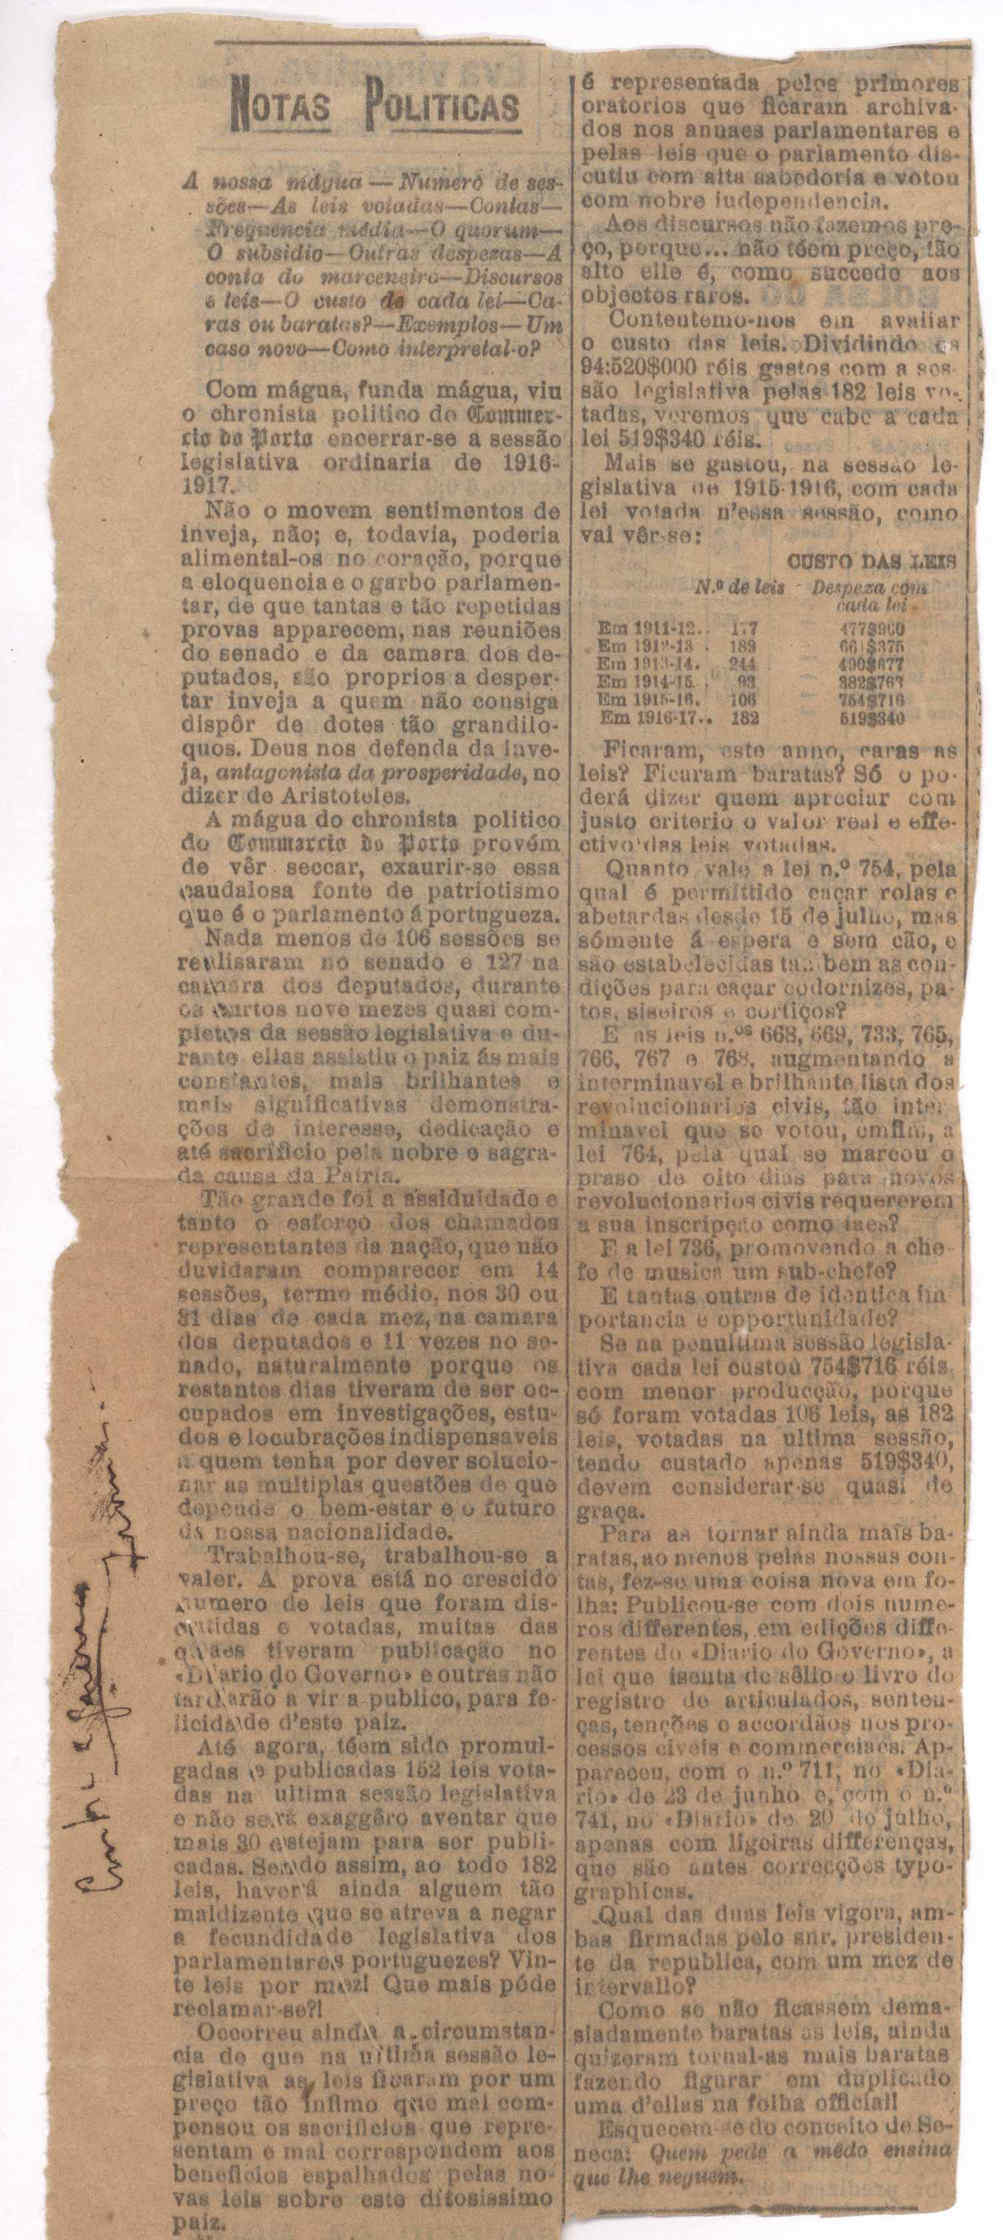 NOTAS POLITICAS
A nossa mágua — Numero de ses-
sões—As leis votadas—Contas—
Frequencia média—O quorum—
O subsidio—Outras despezas—A
conta do marceneiro—Discursos
e leis—O custo de cada lei—Ca-
ras ou baratas?—Exemplos—Um
caso novo—Como interpretal-o?
Com mágua, funda mágua, viu
o chronista politico do Commer-
cio do Porto encerrar-se a sessão
legislativa ordinaria de 1916-
1917.
Não o movem sentimentos de
inveja, não; e, todavia, poderia
alimental-os no coração, porque
a eloquencia e o garbo parlamen-
tar, de que tantas e tão repetidas
provas apparecem, nas reuniões
do senado e da camara dos de-
putados, são proprios a desper-
tar inveja a quem não consiga
dispôr de dotes tão grandilo-
quos. Deus nos defenda da inve-
ja, antagonista da prosperidade, no
dizer de Aristoteles.
A mágua do chronista politico
do Commercio do Porto provém
de vêr seccar, exaurir-se essa
caudalosa fonte de patriotismo
que é o parlamento á portugueza.
Nada menos de 106 sessões se
realisaram no senado e 127 na
camara dos deputados, durante
os curtos nove mezes quasi com-
pletos da sessão legislativa e du-
rante ellas assistiu o paiz ás mais
constantes, mais brilhantes e
mais significativas demonstra-
ções de interesse, dedicação e
até sacrificio pela nobre e sagra-
da causa da Patria.
Tão grande foi a assiduidade e
tanto o esforço dos chamados
representantes da nação, que não
duvidaram comparecer em 14
sessões, termo médio, nos 30 ou
31 dias de cada mez, na camara
dos deputados e 11 vezes no se-
nado, naturalmente porque os
restantes dias tiveram de ser oc-
cupados em investigações, estu-
dos e locubrações indispensaveis
a quem tenha por dever solucio-
nar as multiplas questões de que
depende o bem-estar e o futuro
da nossa nacionalidade.
Trabalhou-se, trabalhou-se a
valer. A prova está no crescido
numero de leis que foram dis-
cutidas e votadas, muitas das
quaes tiveram publicação no
«Diario do Governo» e outras não
tardarão a vir a publico, para fe-
licidade d'este paiz.
Até agora, téem sido promul-
gadas e publicadas 152 leis vota-
das na ultima sessão legislativa
e não será exaggêro aventar que
mais 30 estejam para ser publi-
cadas. Sendo assim, ao todo 182
leis, haverá ainda alguem tão
maldizente que se atreva a negar
a fecundidade legislativa dos
parlamentares portuguezes? Vin-
te leis por mez! Que mais póde
reclamar-se?!
Occorreu ainda a circumstan-
cia de que na ultima sessão le-
gislativa as leis ficaram por um
preço tão infimo que mal com-
pensou os sacrificios que repre-
sentam e mal correspondem aos
beneficios espalhados pelas no-
vas leis sobre este ditosissimo
paiz.
é representada pelos primores
oratorios que ficaram archiva-
dos nos annaes parlamentares e
pelas leis que o parlamento dis-
cutiu com alta sabedoria e votou
com nobre independencia.
Aos discursos não fazemos pre-
ço, porque... não téem preço, tão
alto elle é, como succede aos
objectos raros.
Contentemo-nos em avaliar
o custo das leis. Dividindo os
94:520$000 réis gastos com a ses-
são legislativa pelas 182 leis vo-
tadas, veremos que cabe a cada
lei 519$340 réis.
Mais se gastou, na sessão le-
gislativa de 1915-1916, com cada
lei votada n'essa sessão, como
vai vêr-se:
CUSTO DAS LEIS
N.º de leis Despeza com
cada lei
Em 1911-12.. 177 477$960
Em 1912-13 . 189 661$375
Em 1913-14. 244 490$677
Em 1914-15. 93 382$763
Em 1915-16. 106 754$716
Em 1916-17.. 182 519$340
Ficaram, este anno, caras as
leis? Ficaram baratas? Só o po-
derá dizer quem apreciar com
justo criterio o valor real e effe-
ctivo das leis votadas.
Quanto vale a lei n.º 754, pela
qual é permittido caçar rolas e
abetardas desde 15 de julho, mas
sómente á espera e sem cão, e
são estabelecidas tambem as con-
dições para caçar codornizes, pa-
tos, siseiros e cortiços?
E as leis n.os 668, 669, 733, 765,
766, 767 e 768, augmentando a
interminavel e brilhante lista dos
revolucionarios civis, tão inter-
minavel que se votou, emfim, a
lei 764, pela qual se marcou o
praso de oito dias para novos
revolucionarios civis requererem
a sua inscripção como taes?
E a lei 736, promovendo a che-
fe de musica um sub-chefe?
E tantas outras de identica im-
portancia e opportunidade?
Se na penultima sessão legisla-
tiva cada lei custou 754$716 réis,
com menor producção, porque
só foram votadas 106 leis, as 182
leis, votadas na ultima sessão,
tendo custado apenas 519$340,
devem considerar-se quasi de
graça.
Para as tornar ainda mais ba-
ratas, ao menos pelas nossas con-
tas, fez-se uma coisa nova em fo-
lha: Publicou-se com dois nume-
ros differentes, em edições diffe-
rentes do «Diario do Governo», a
lei que isenta de sêllo o livro do
registro de articulados, senten-
ças, tenções e accordãos nos pro-
cessos civeis e commerciaes. Ap-
pareceu, com o n.º 711, no «Dia-
rio» de 23 de junho e, com o n.º
741, no «Diario» de 20 de julho,
apenas com ligeiras differenças,
que são antes correcções typo-
graphicas.
Qual das duas leis vigora, am-
bas firmadas pelo snr. presiden-
te da republica, com um mez de
intervallo?
Como se não ficassem dema-
siadamente baratas as leis, ainda
quizeram tornal-as mais baratas
fazendo figurar em duplicado
uma d'ellas na folha official!
Esquecem-se do conceito de Se-
neca: Quem pede a mêdo ensina
que lhe neguem.